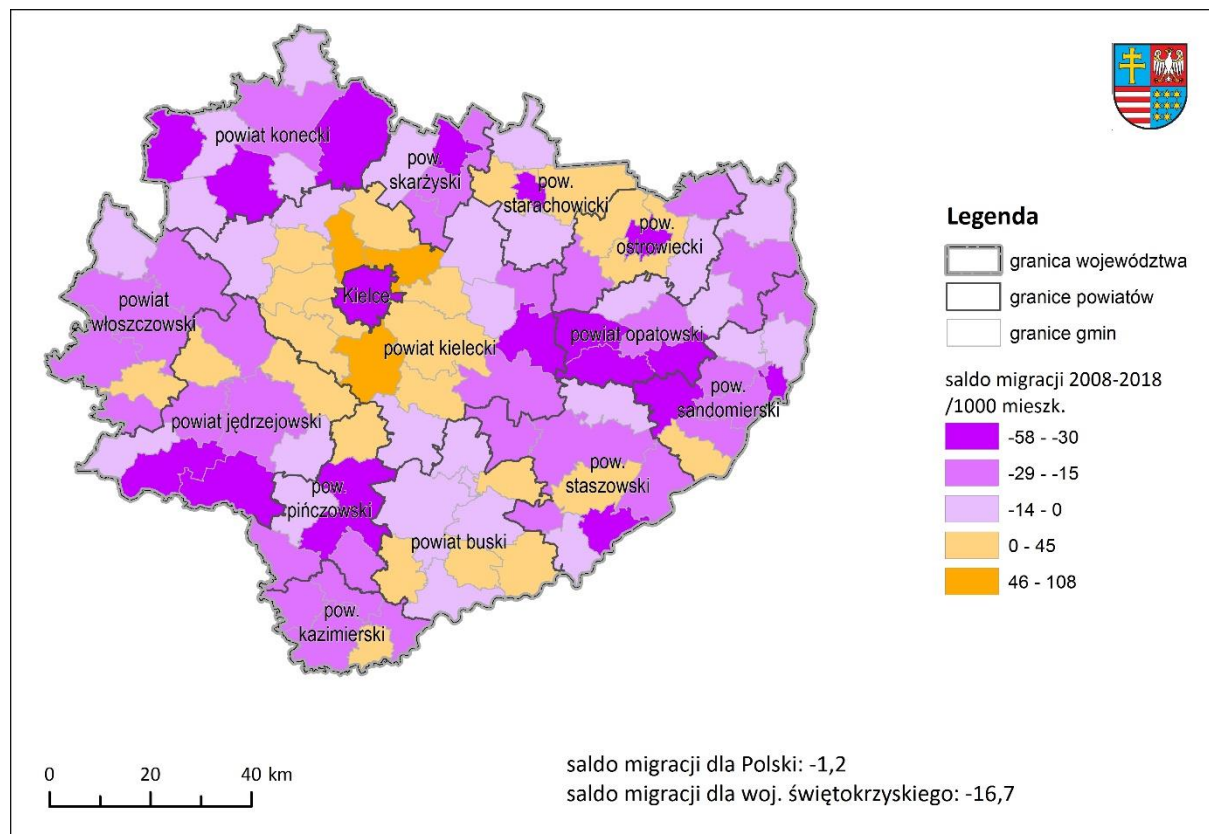 powiat konecki
pow.
skarżyski
pow.
starachowicki
pow.
ostrowiecki
Kielce
powiat
włoszczowski
powiat kielecki
powiat opatowski
pow.
sandomierski
powiat jędrzejowski
pow.
staszowski
pow.
pińczowski
powiat buski
pow.
kazimierski
Legenda
granica województwa
granice powiatów
granice gmin
saldo migracji 2008-2018
/1000 mieszk.
-58 - -30
-29 - -15
-14 - 0
0 - 45
46 - 108
0 20 40 km
saldo migracji dla Polski: -1,2
saldo migracji dla woj. świętokrzyskiego: -16,7